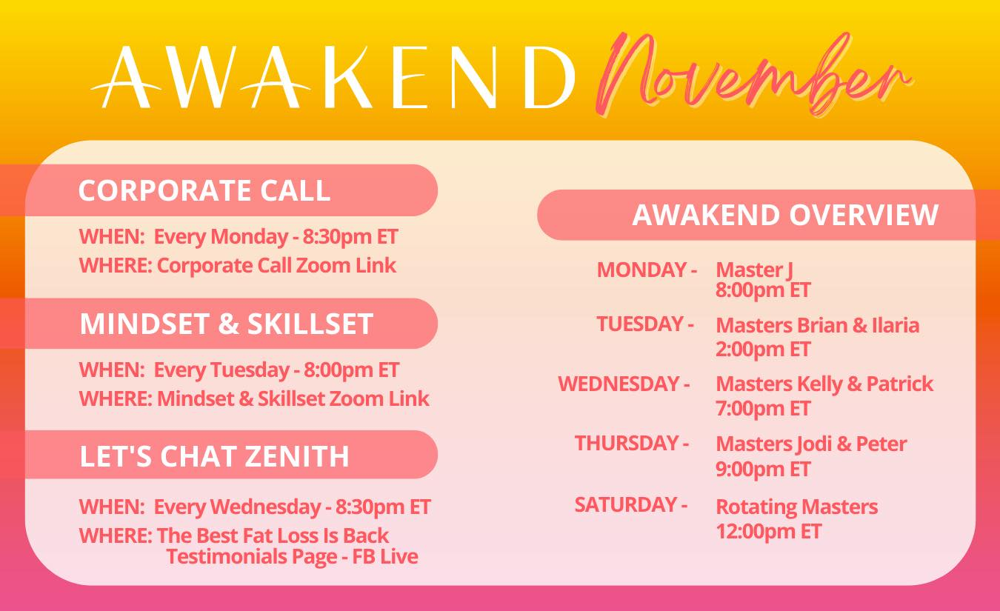 AWAKEND November
CORPORATE CALL
WHEN: Every Monday - 8:30pm ET
WHERE: Corporate Call Zoom Link
MINDSET & SKILLSET
WHEN: Every Tuesday - 8:00pm ET
WHERE: Mindset & Skillset Zoom Link
LET'S CHAT ZENITH
WHEN: Every Wednesday - 8:30pm ET
WHERE: The Best Fat Loss Is Back
Testimonials Page - FB Live
AWAKEND OVERVIEW
MONDAY - Master J
8:00pm ET
TUESDAY - Masters Brian & Ilaria
2:00pm ET
WEDNESDAY - Masters Kelly & Patrick
7:00pm ET
THURSDAY - Masters Jodi & Peter
9:00pm ET
SATURDAY - Rotating Masters
12:00pm ET